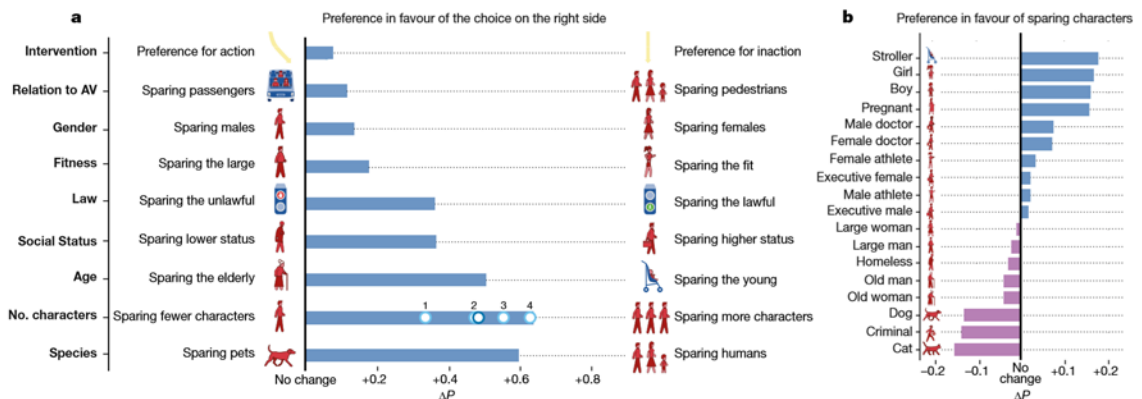 a
Preference in favour of the choice on the right side
Intervention Preference for action Preference for inaction
Relation to AV Sparing passengers Sparing pedestrians
Gender Sparing males Sparing females
Fitness Sparing the large Sparing the fit
Law Sparing the unlawful Sparing the lawful
Social Status Sparing lower status Sparing higher status
Age Sparing the elderly Sparing the young
1 2 3 4
No. characters Sparing fewer characters Sparing more characters
Species Sparing pets Sparing humans
No change +0.2 +0.4 +0.6 +0.8
ΔP
b
Preference in favour of sparing characters
Stroller
Girl
Boy
Pregnant
Male doctor
Female doctor
Female athlete
Executive female
Male athlete
Executive male
Large woman
Large man
Homeless
Old man
Old woman
Dog
Criminal
Cat
−0.2 −0.1 No +0.1 +0.2
change
ΔP